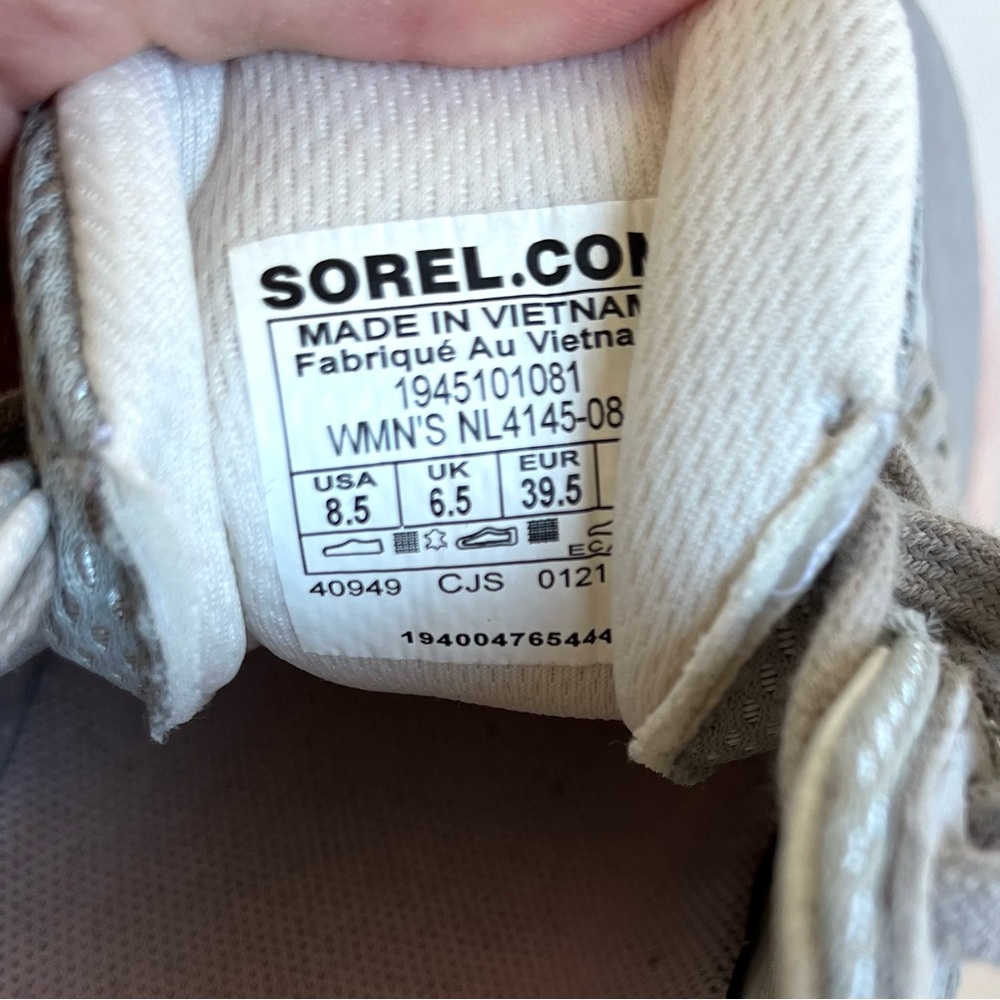 SOREL.COM
MADE IN VIETNAM
Fabriqué Au Vietna
1945101081
WMN'S NL4145-08
USA UK EUR
8.5 6.5 39.5
40949 CJS 0121
194004765444